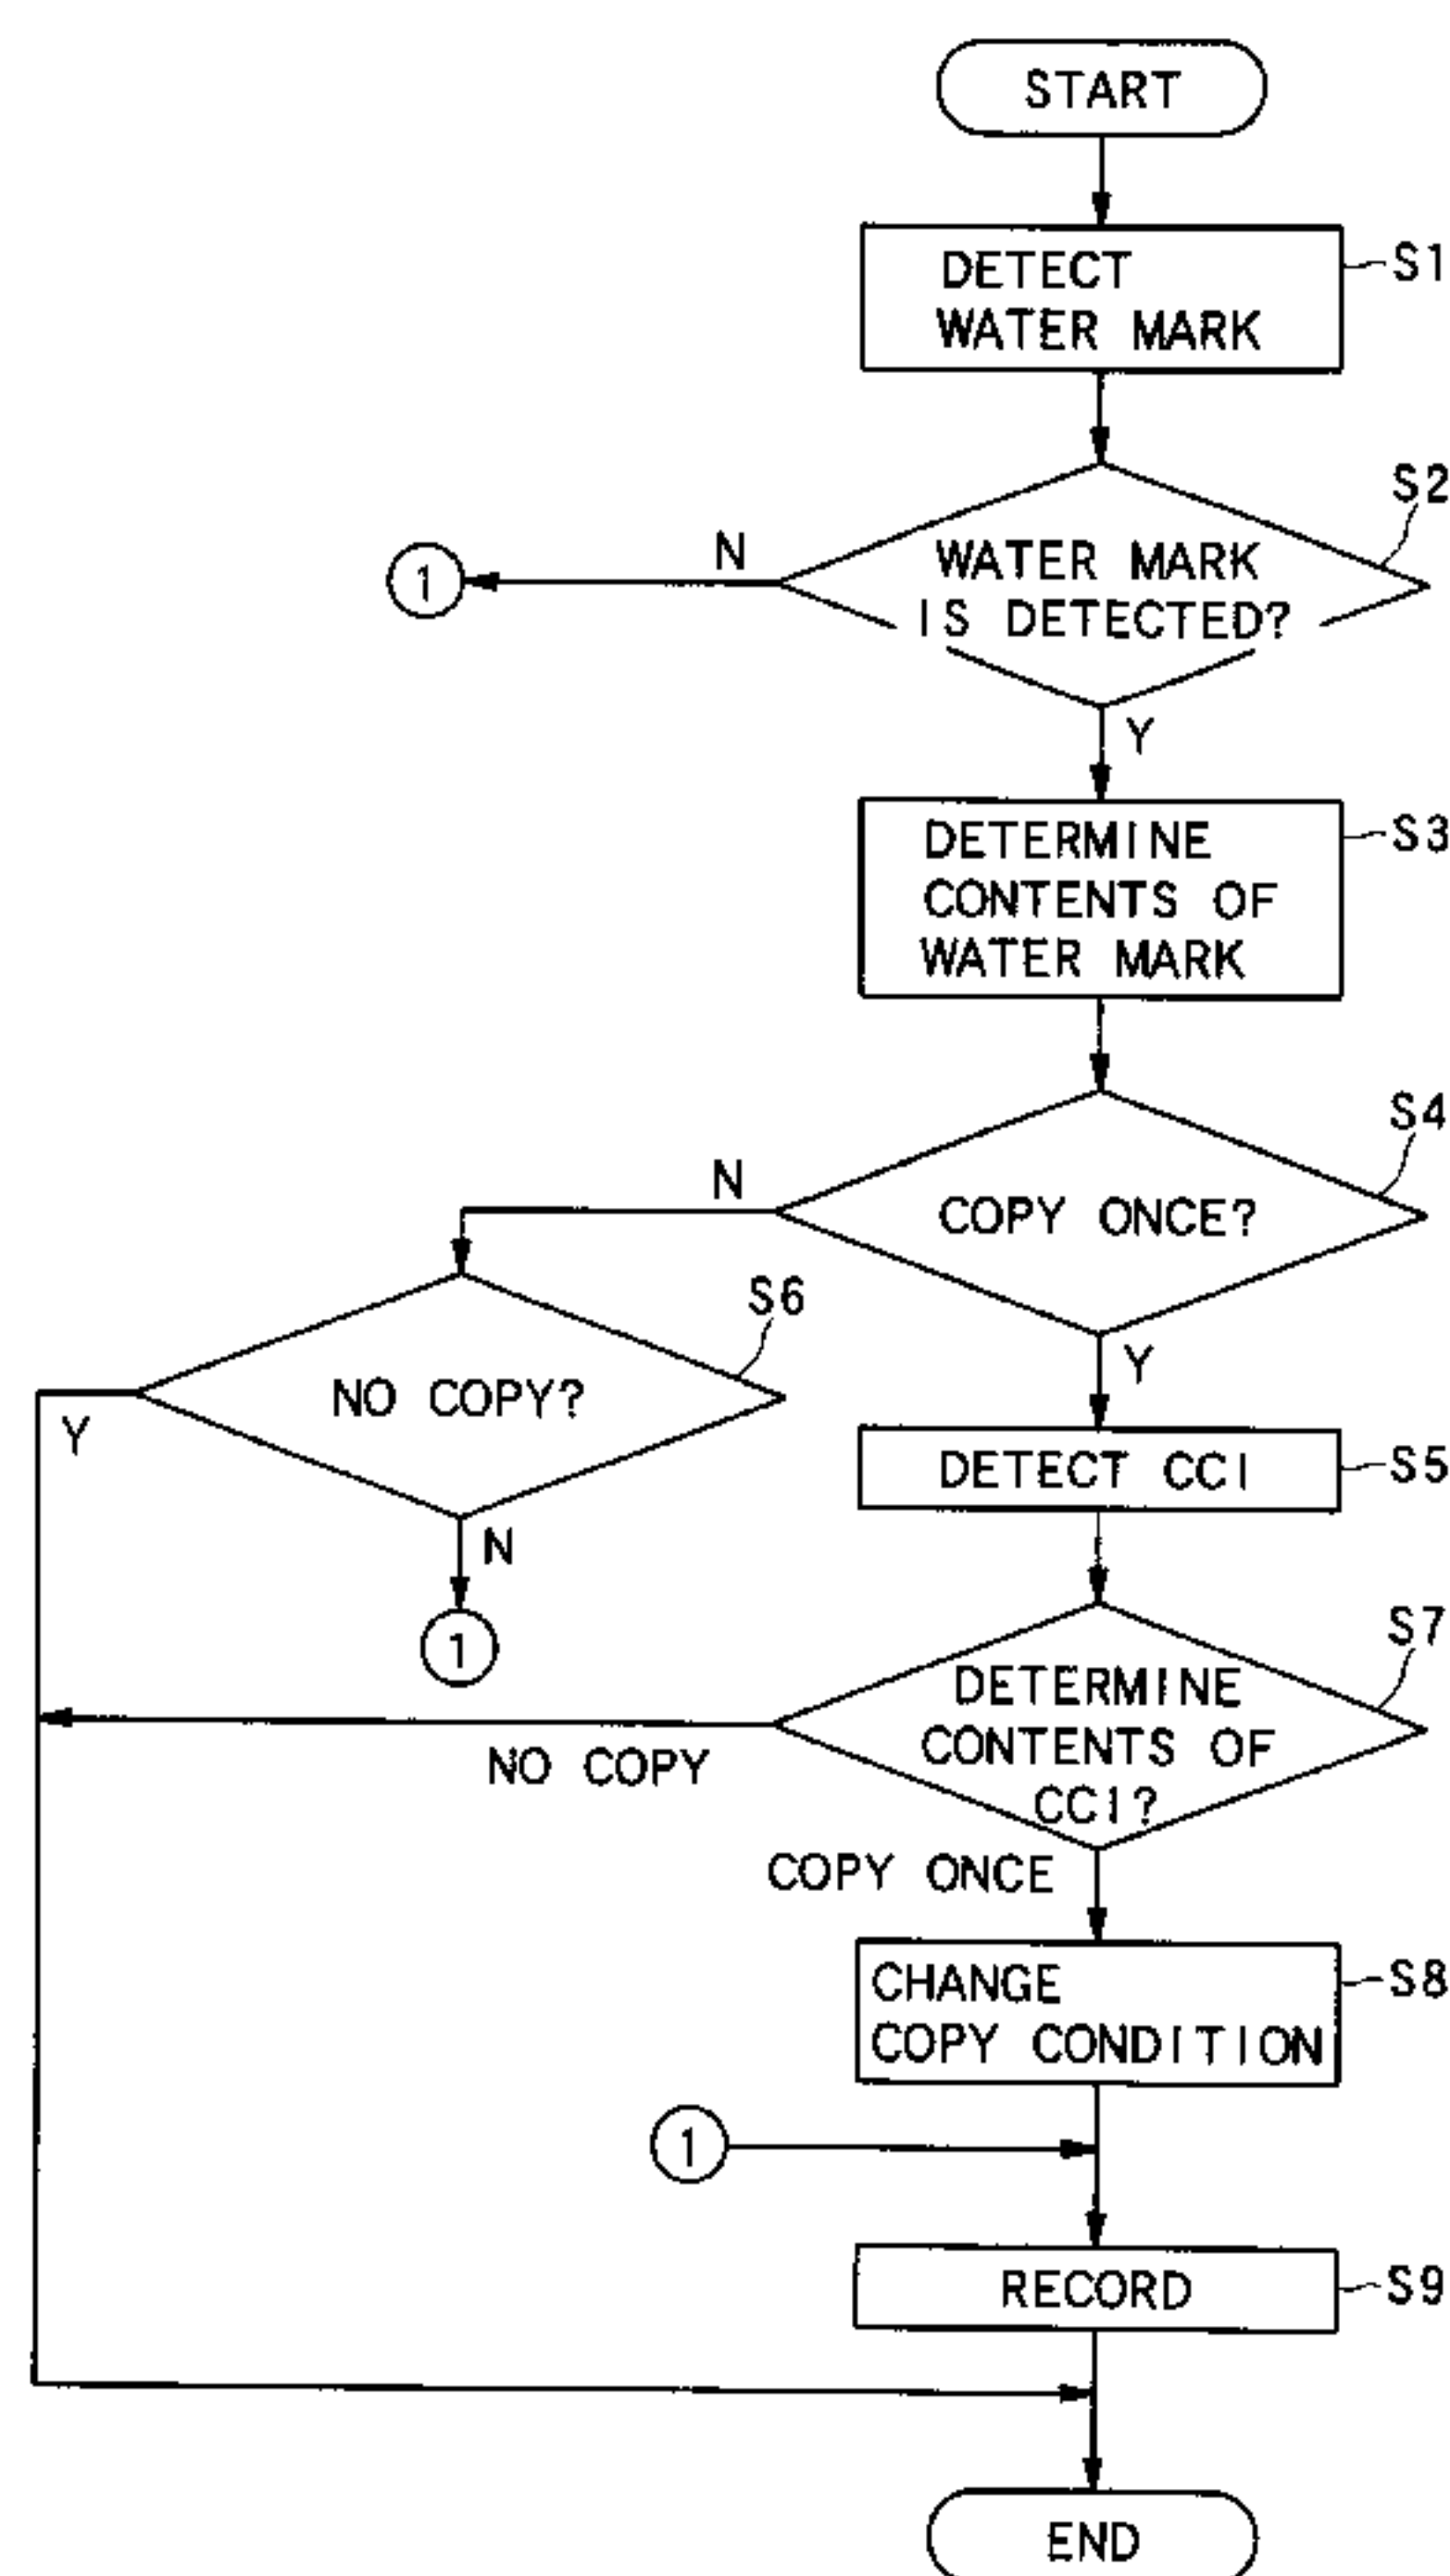 START
DETECT
WATER MARK
S1
S2
N
WATER MARK
IS DETECTED?
1
Y
DETERMINE
CONTENTS OF
WATER MARK
S3
S4
N
COPY ONCE?
S6
NO COPY?
Y
Y
DETECT CCI
S5
N
1
S7
DETERMINE
CONTENTS OF
CCI?
NO COPY
COPY ONCE
CHANGE
COPY CONDITION
S8
1
RECORD
S9
END